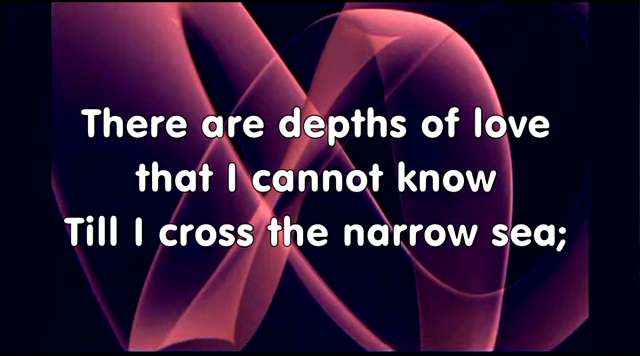 There are depths of love
that I cannot know
Till I cross the narrow sea;